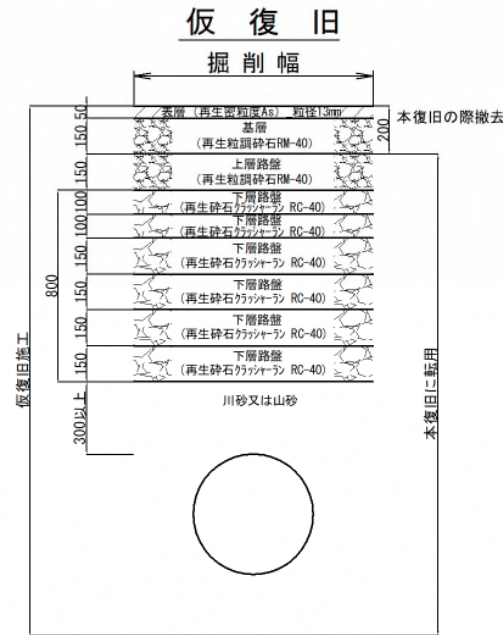 仮復旧
掘削幅
表層 (再生密粒度As)_粒径13mm
基層
(再生粒調砕石RM-40)
上層路盤
(再生粒調砕石RM-40)
下層路盤
(再生砕石クラッシャーラン RC-40)
下層路盤
(再生砕石クラッシャーラン RC-40)
下層路盤
(再生砕石クラッシャーラン RC-40)
下層路盤
(再生砕石クラッシャーラン RC-40)
下層路盤
(再生砕石クラッシャーラン RC-40)
下層路盤
(再生砕石クラッシャーラン RC-40)
川砂又は山砂
50
150
150
100
100
150
150
150
150
300以上
800
仮復旧施工
200
本復旧の際撤去
本復旧に転用